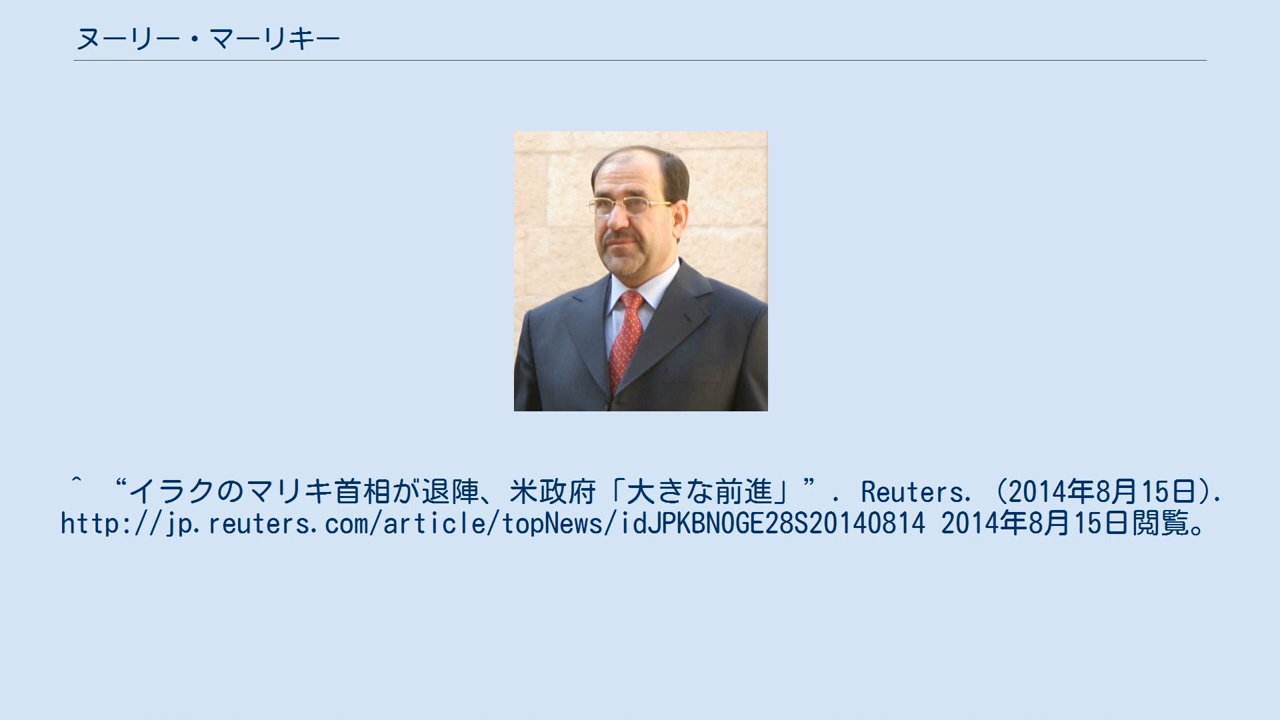 ヌーリー・マーリキー
^ “イラクのマリキ首相が退陣、米政府「大きな前進」”. Reuters. (2014年8月15日).
http://jp.reuters.com/article/topNews/idJPKBN0GE28S20140814 2014年8月15日閲覧。